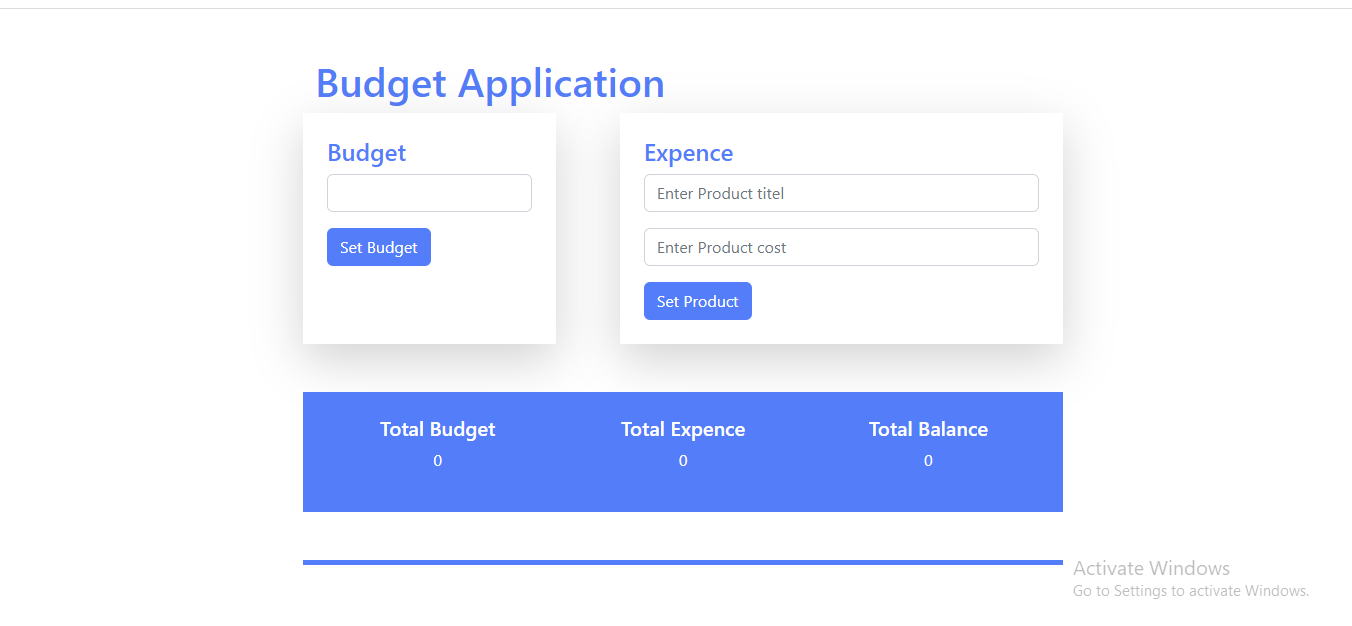 Budget Application
Budget
Set Budget
Expence
Enter Product titel
Enter Product cost
Set Product
Total Budget
0
Total Expence
0
Total Balance
0
Activate Windows
Go to Settings to activate Windows.